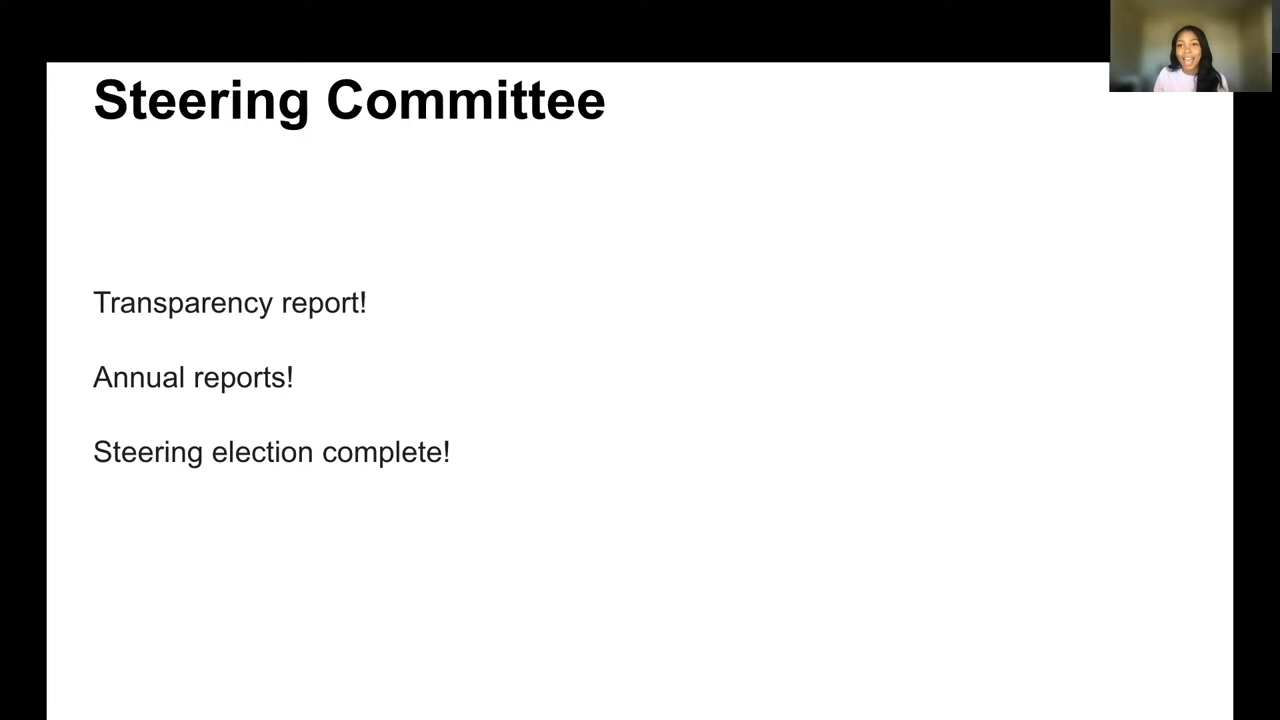 Steering Committee
Transparency report!
Annual reports!
Steering election complete!